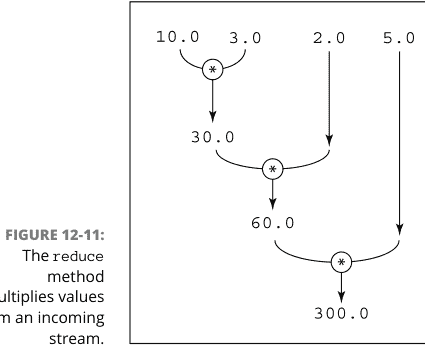 10.0 3.0 2.0 5.0
*
30.0
*
60.0
*
300.0
FIGURE 12-11:
The reduce
method
ultiplies values
m an incoming
stream.